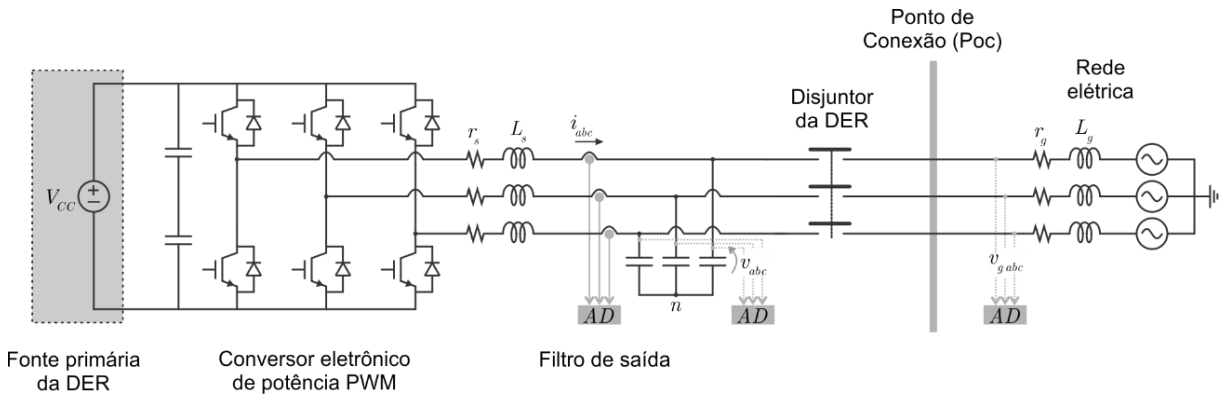 Ponto de
Conexão (Poc)
Rede
elétrica
Disjuntor
da DER
r_s
L_s
i_abc
r_g
L_g
V_CC
v_abc
v_g abc
n
AD
AD
AD
Fonte primária
da DER
Conversor eletrônico
de potência PWM
Filtro de saída